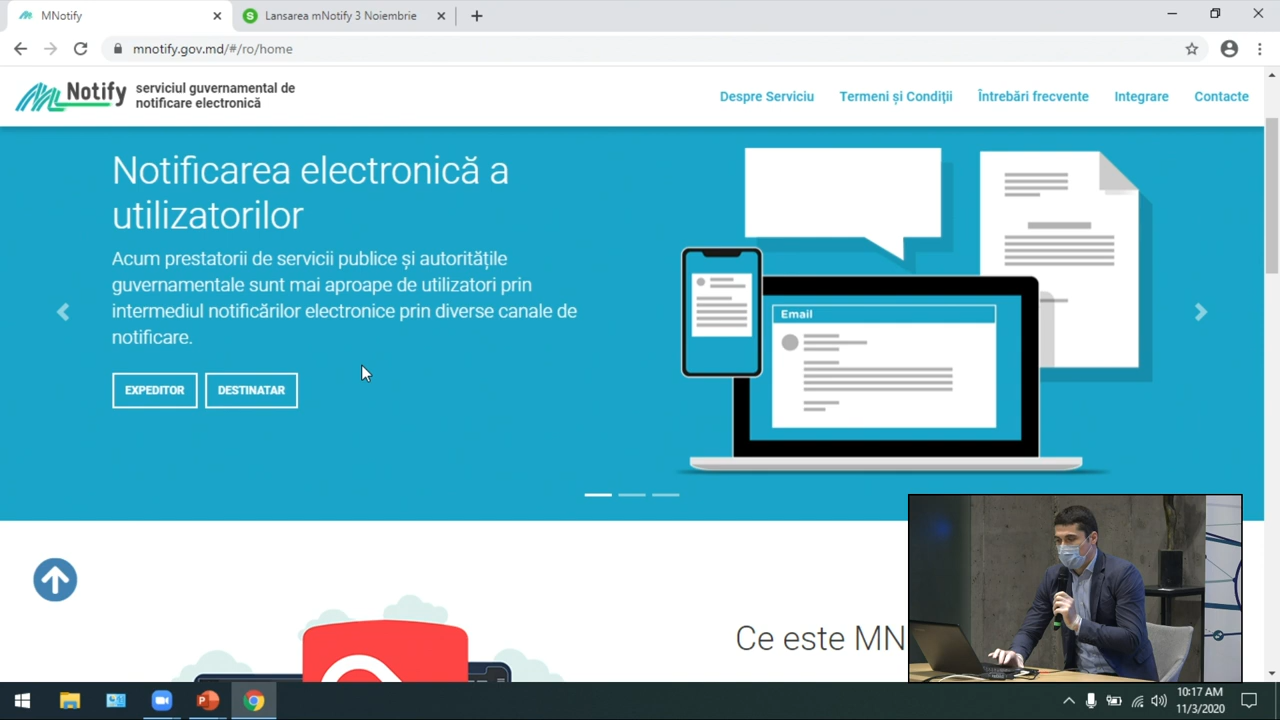 MNotify
Lansarea mNotify 3 Noiembrie
mnotify.gov.md/#/ro/home
Notify
serviciul guvernamental de
notificare electronică
Despre Serviciu
Termeni și Condiții
Întrebări frecvente
Integrare
Contacte
Notificarea electronică a
utilizatorilor
Acum prestatorii de servicii publice și autoritățile
guvernamentale sunt mai aproape de utilizatori prin
intermediul notificărilor electronice prin diverse canale de
notificare.
EXPEDITOR
DESTINATAR
Email
Ce este MN
10:17 AM
11/3/2020